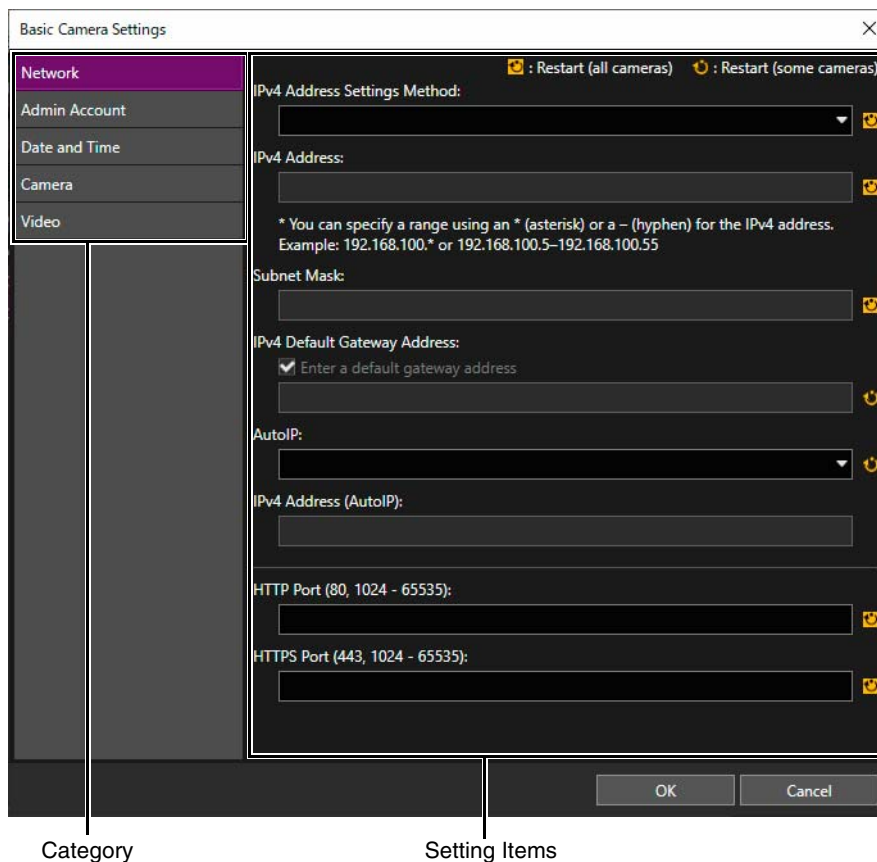 Basic Camera Settings
Network
Admin Account
Date and Time
Camera
Video
: Restart (all cameras) : Restart (some cameras)
IPv4 Address Settings Method:
IPv4 Address:
* You can specify a range using an * (asterisk) or a – (hyphen) for the IPv4 address.
Example: 192.168.100.* or 192.168.100.5–192.168.100.55
Subnet Mask:
IPv4 Default Gateway Address:
Enter a default gateway address
AutoIP:
IPv4 Address (AutoIP):
HTTP Port (80, 1024 - 65535):
HTTPS Port (443, 1024 - 65535):
OK Cancel
Category Setting Items